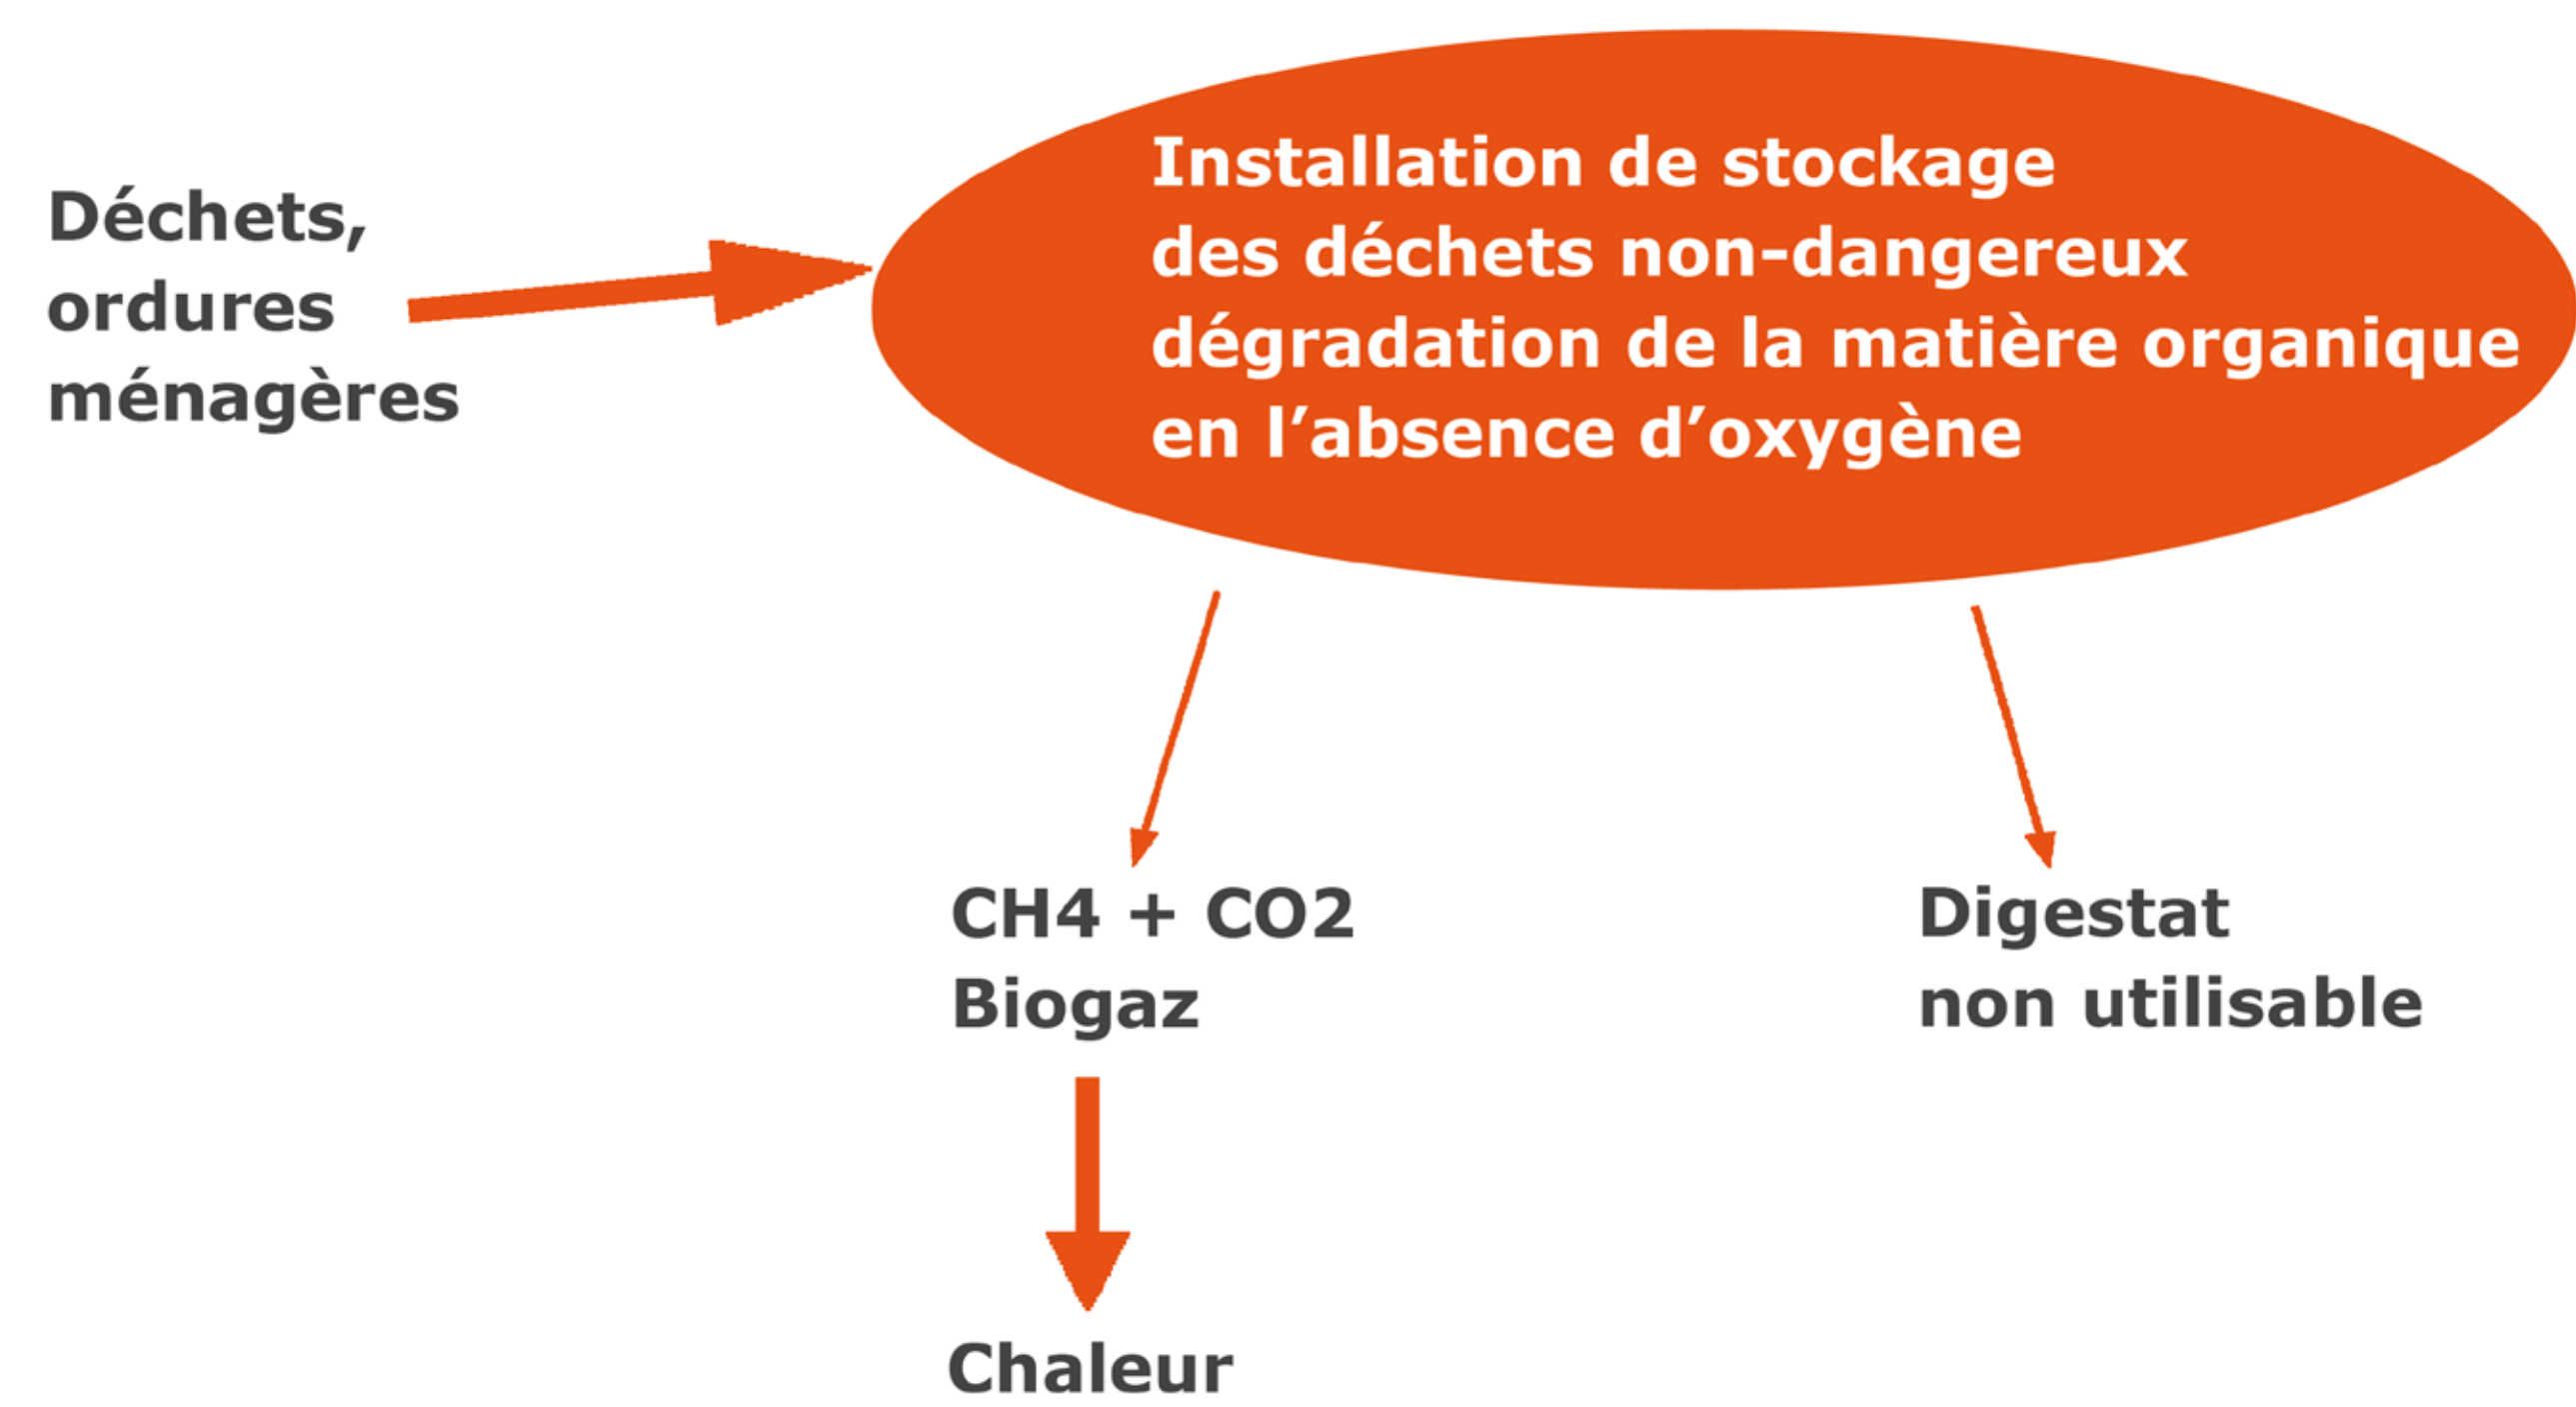 Déchets,
ordures
ménagères
Installation de stockage
des déchets non-dangereux
dégradation de la matière organique
en l’absence d’oxygène
CH4 + CO2
Biogaz
Digestat
non utilisable
Chaleur